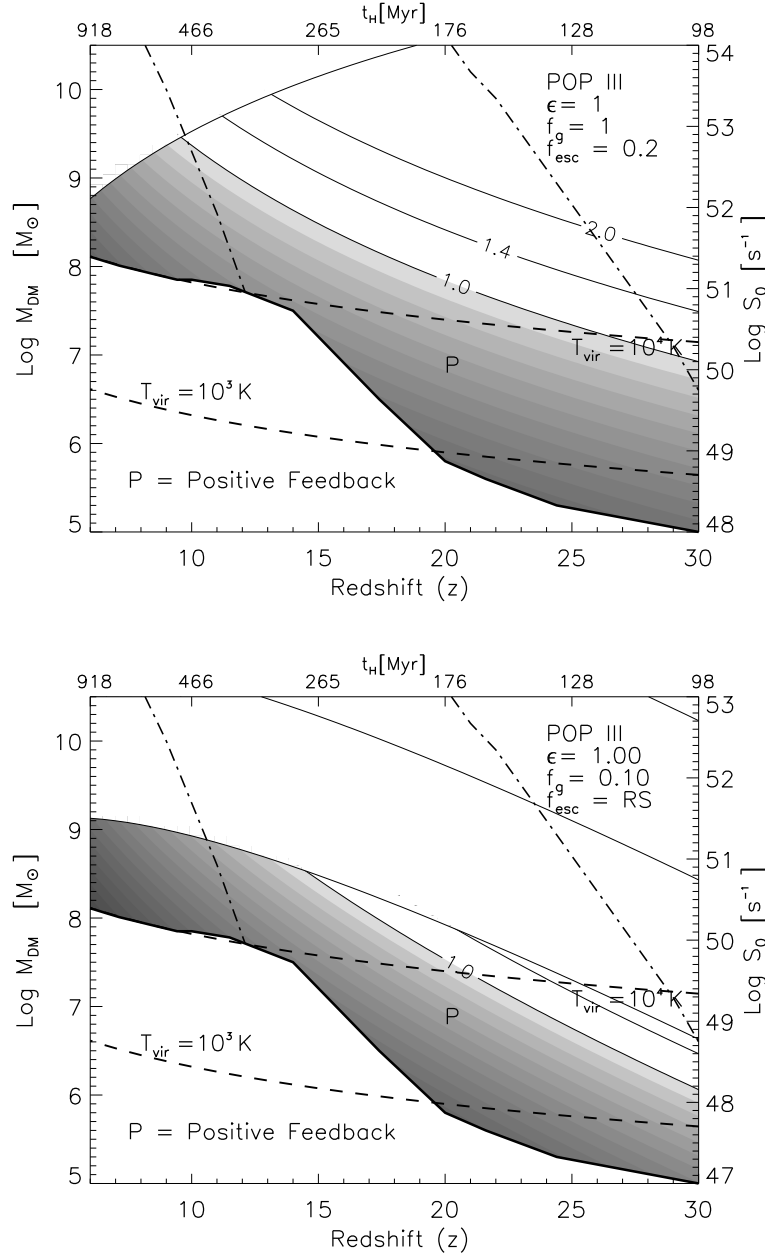 t_H [Myr]
918 466 265 176 128 98
POP III
ϵ= 1
f_g = 1
f_esc = 0.2
2.0
1.4
1.0
T_vir = 10^4 K
P
T_vir = 10^3 K
P = Positive Feedback
Log M_DM [M_⊙]
10
9
8
7
6
5
Log S_0 [s^-1]
54
53
52
51
50
49
48
10 15 20 25 30
Redshift (z)
t_H [Myr]
918 466 265 176 128 98
POP III
ϵ= 1.00
f_g = 0.10
f_esc = RS
1.0
T_vir = 10^4 K
P
T_vir = 10^3 K
P = Positive Feedback
Log M_DM [M_⊙]
10
9
8
7
6
5
Log S_0 [s^-1]
53
52
51
50
49
48
47
10 15 20 25 30
Redshift (z)